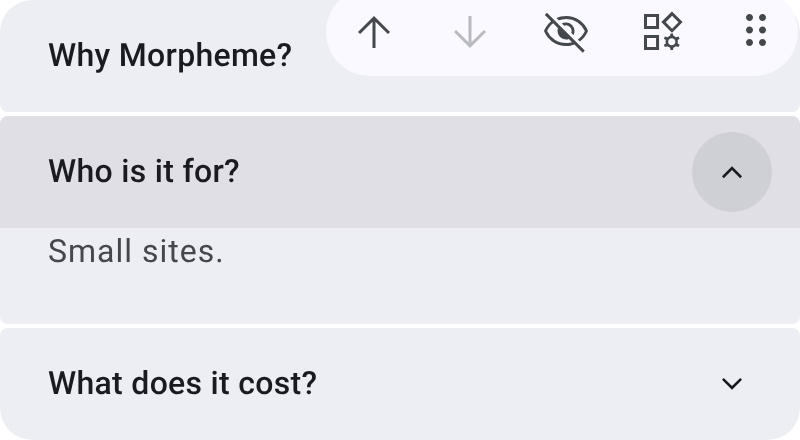 Why Morpheme?
Who is it for?
Small sites.
What does it cost?